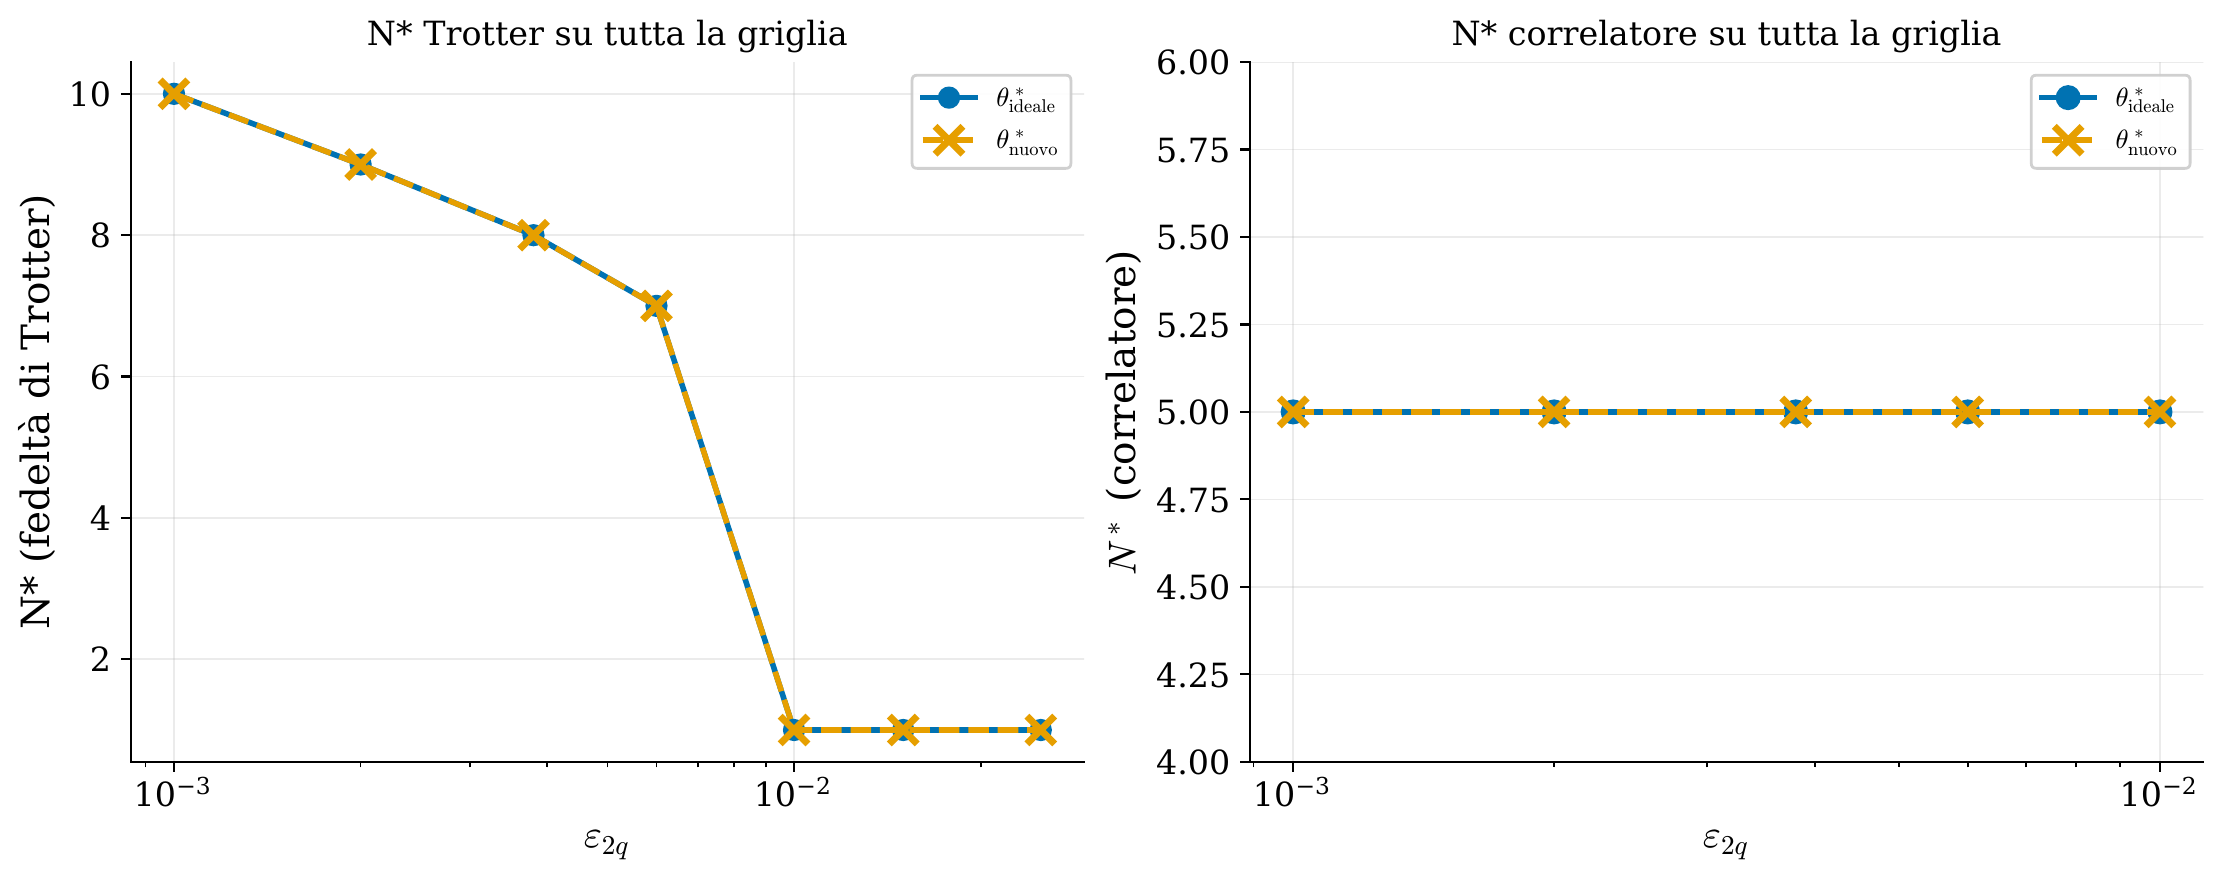 N* Trotter su tutta la griglia
N* (fedeltà di Trotter)
10
8
6
4
2
10⁻³
10⁻²
ε₂q
θ*ideale
θ*nuovo
N* correlatore su tutta la griglia
N* (correlatore)
6.00
5.75
5.50
5.25
5.00
4.75
4.50
4.25
4.00
10⁻³
10⁻²
ε₂q
θ*ideale
θ*nuovo